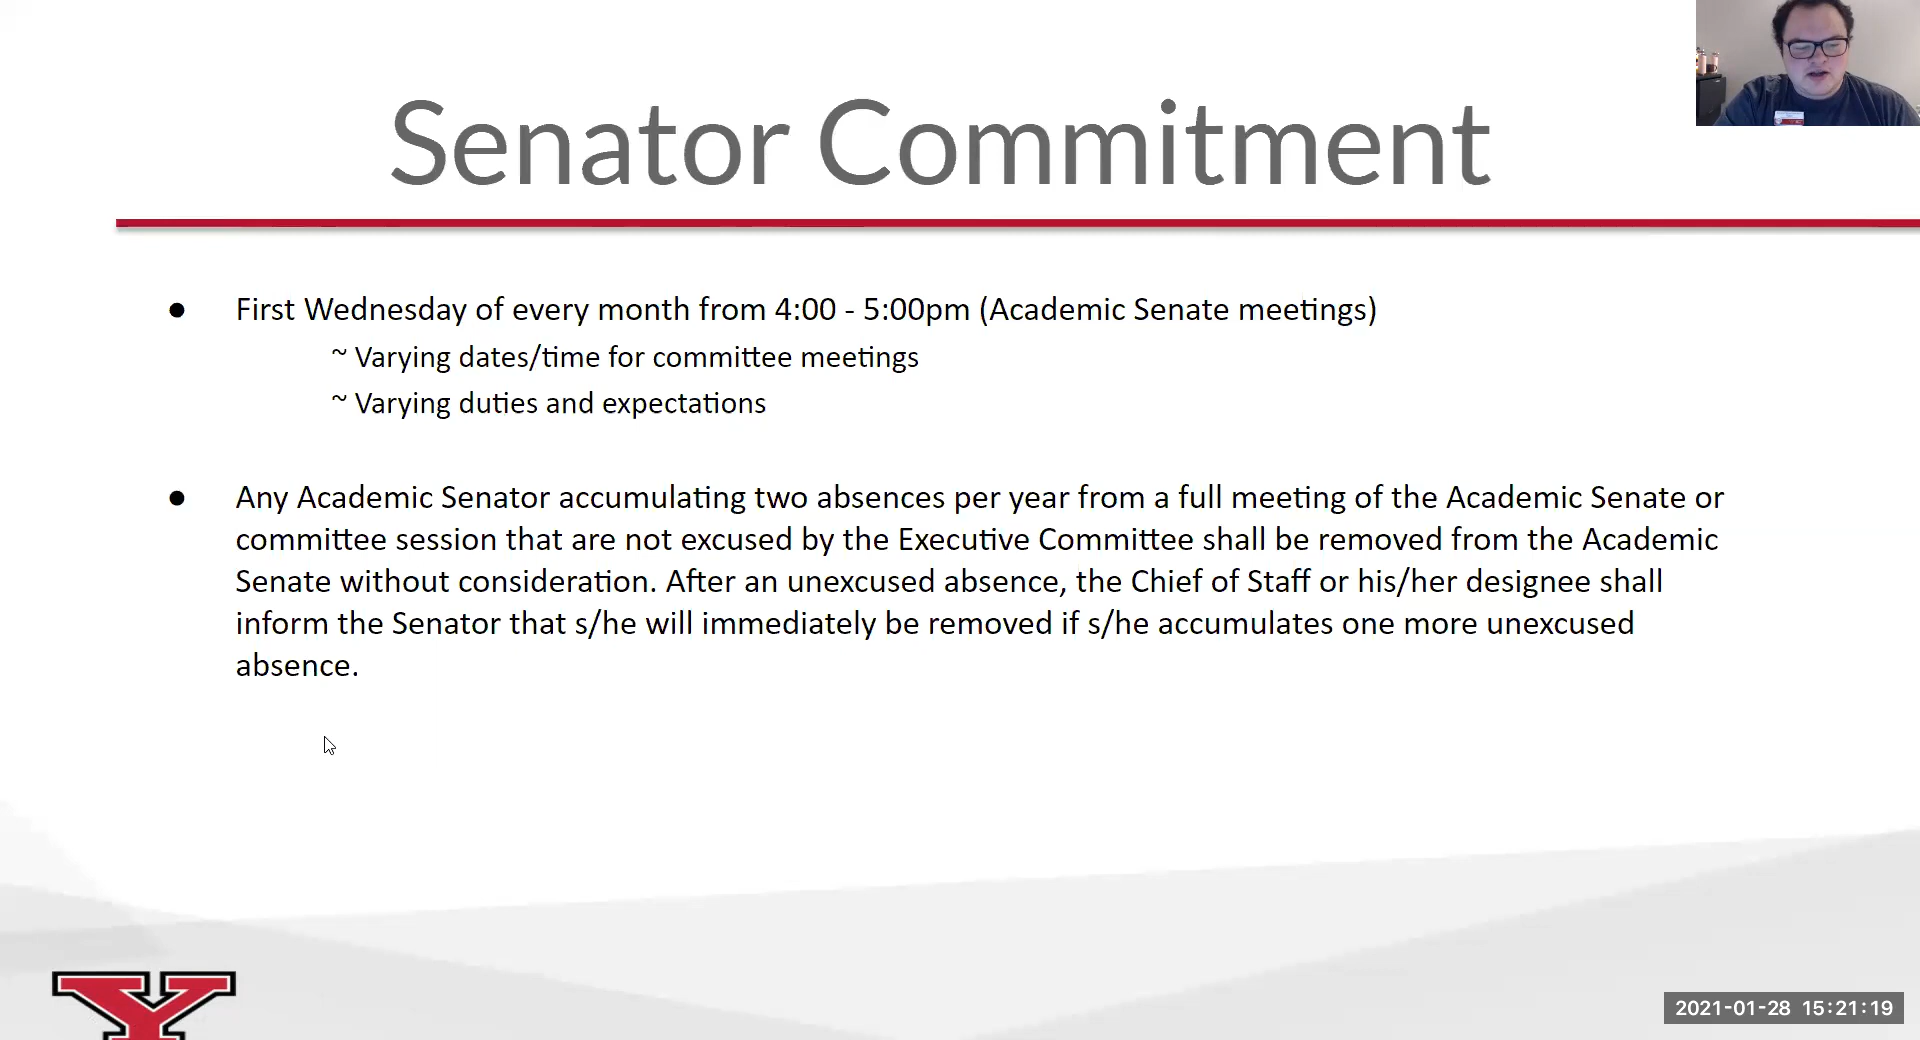 Senator Commitment
● First Wednesday of every month from 4:00 - 5:00pm (Academic Senate meetings)
~ Varying dates/time for committee meetings
~ Varying duties and expectations
● Any Academic Senator accumulating two absences per year from a full meeting of the Academic Senate or
committee session that are not excused by the Executive Committee shall be removed from the Academic
Senate without consideration. After an unexcused absence, the Chief of Staff or his/her designee shall
inform the Senator that s/he will immediately be removed if s/he accumulates one more unexcused
absence.
Y
2021-01-28 15:21:19